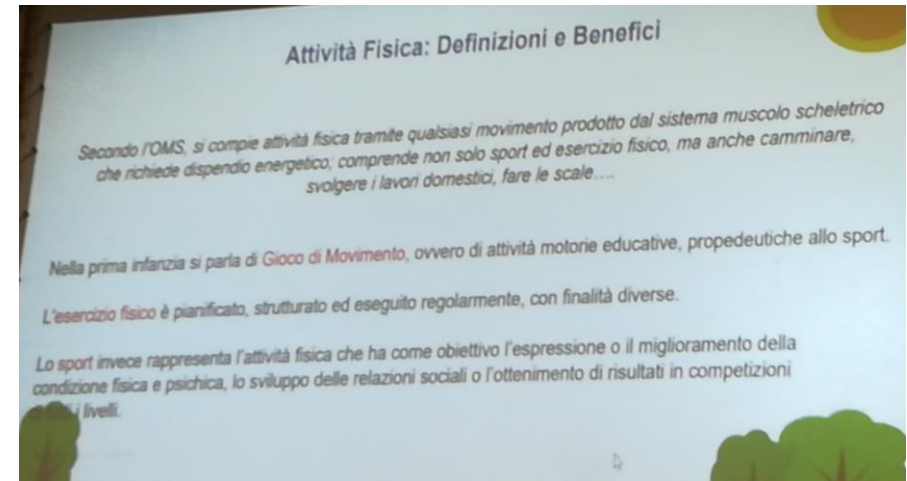 Attività Fisica: Definizioni e Benefici
Secondo l'OMS, si compie attività fisica tramite qualsiasi movimento prodotto dal sistema muscolo scheletrico
che richiede dispendio energetico; comprende non solo sport ed esercizio fisico, ma anche camminare,
svolgere i lavori domestici, fare le scale....
Nella prima infanzia si parla di Gioco di Movimento, ovvero di attività motorie educative, propedeutiche allo sport.
L'esercizio fisico è pianificato, strutturato ed eseguito regolarmente, con finalità diverse.
Lo sport invece rappresenta l'attività fisica che ha come obiettivo l'espressione o il miglioramento della
condizione fisica e psichica, lo sviluppo delle relazioni sociali o l'ottenimento di risultati in competizioni
i livelli.